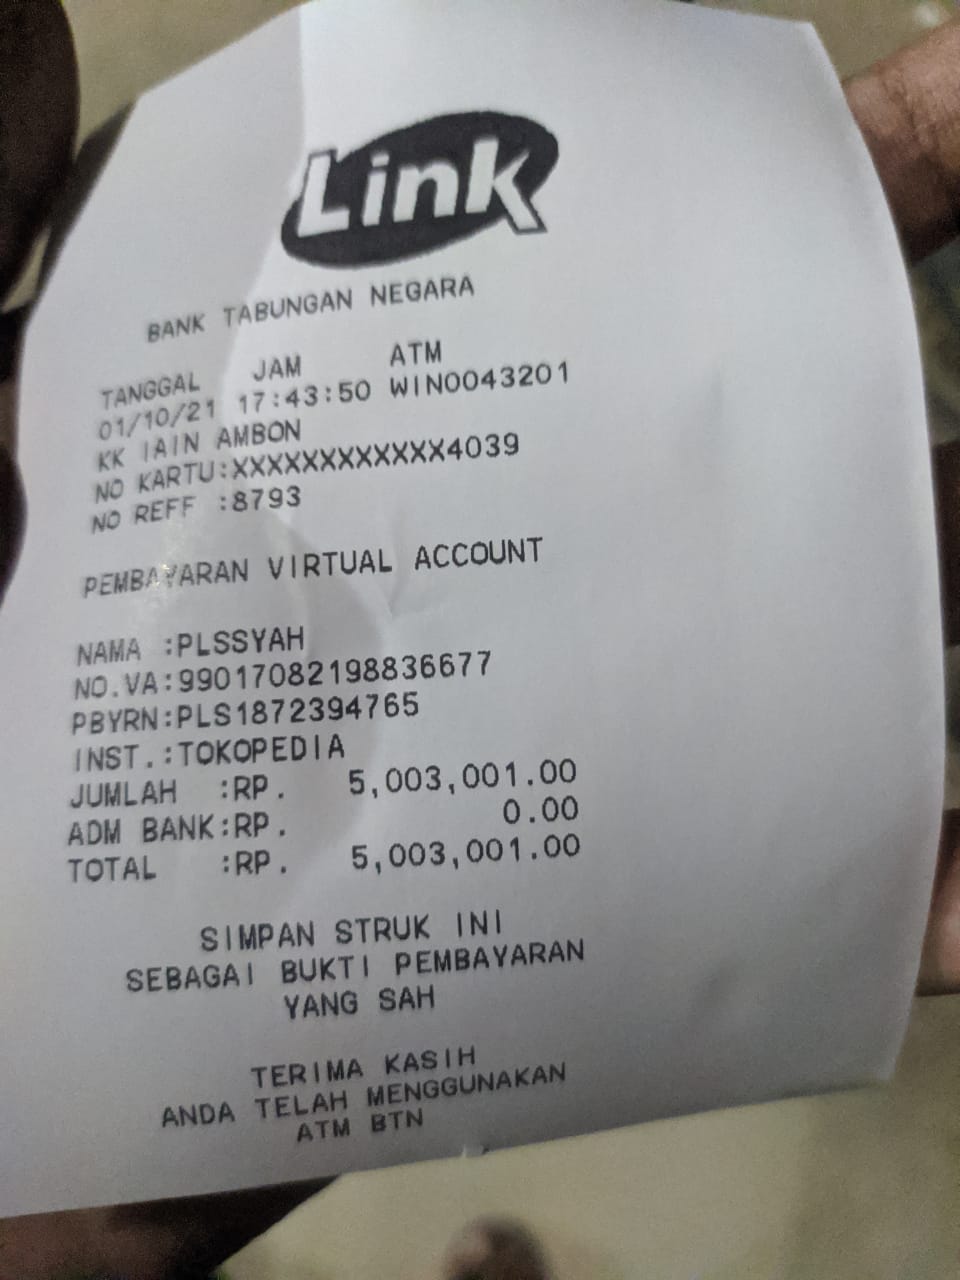 Link
BANK TABUNGAN NEGARA
TANGGAL JAM ATM
01/10/21 17:43:50 WIN0043201
KK IAIN AMBON
NO KARTU:XXXXXXXXXXXX4039
NO REFF :8793
PEMBAYARAN VIRTUAL ACCOUNT
NAMA :PLSSYAH
NO.VA:99017082198836677
PBYRN:PLS1872394765
INST.:TOKOPEDIA
JUMLAH :RP. 5,003,001.00
ADM BANK:RP. 0.00
TOTAL :RP. 5,003,001.00
SIMPAN STRUK INI
SEBAGAI BUKTI PEMBAYARAN
YANG SAH
TERIMA KASIH
ANDA TELAH MENGGUNAKAN
ATM BTN